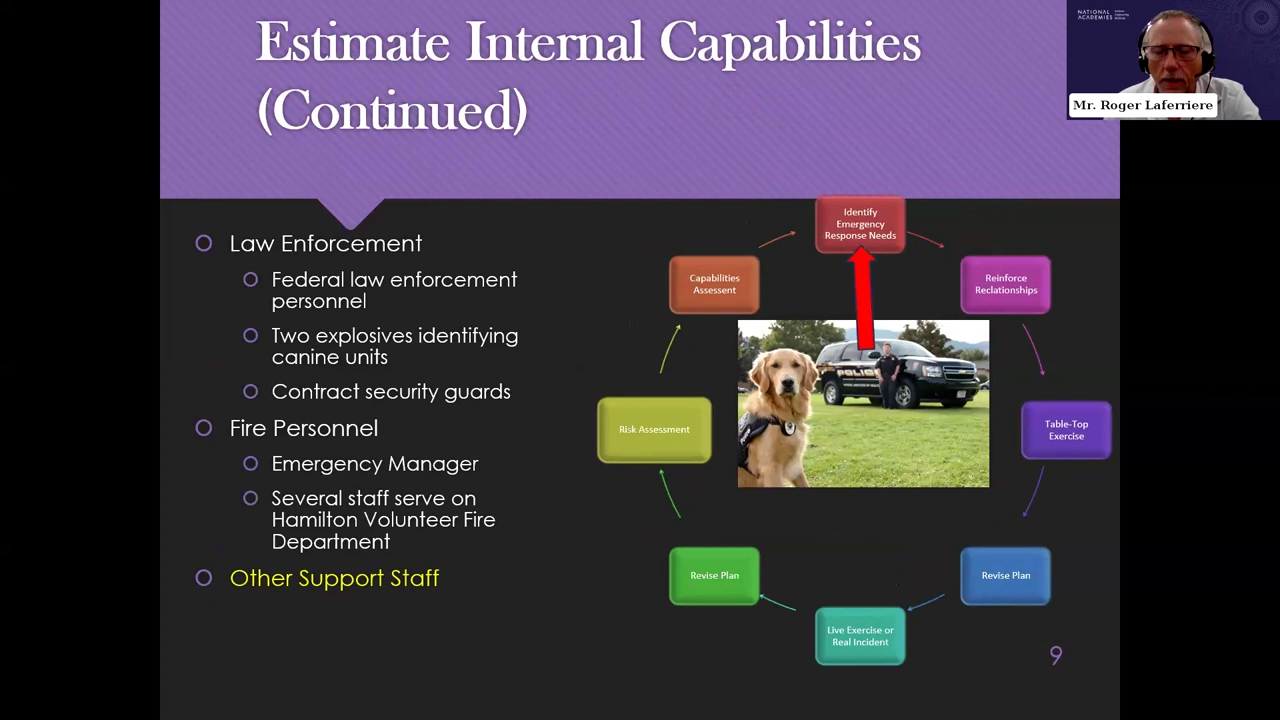 Estimate Internal Capabilities
(Continued)
NATIONAL
ACADEMIES
Mr. Roger Laferriere
Law Enforcement
Federal law enforcement
personnel
Two explosives identifying
canine units
Contract security guards
Fire Personnel
Emergency Manager
Several staff serve on
Hamilton Volunteer Fire
Department
Other Support Staff
Identify
Emergency
Response Needs
Reinforce
Reclationships
Table-Top
Exercise
Revise Plan
Live Exercise or
Real Incident
Revise Plan
Risk Assessment
Capabilities
Assessent
POLICE
9